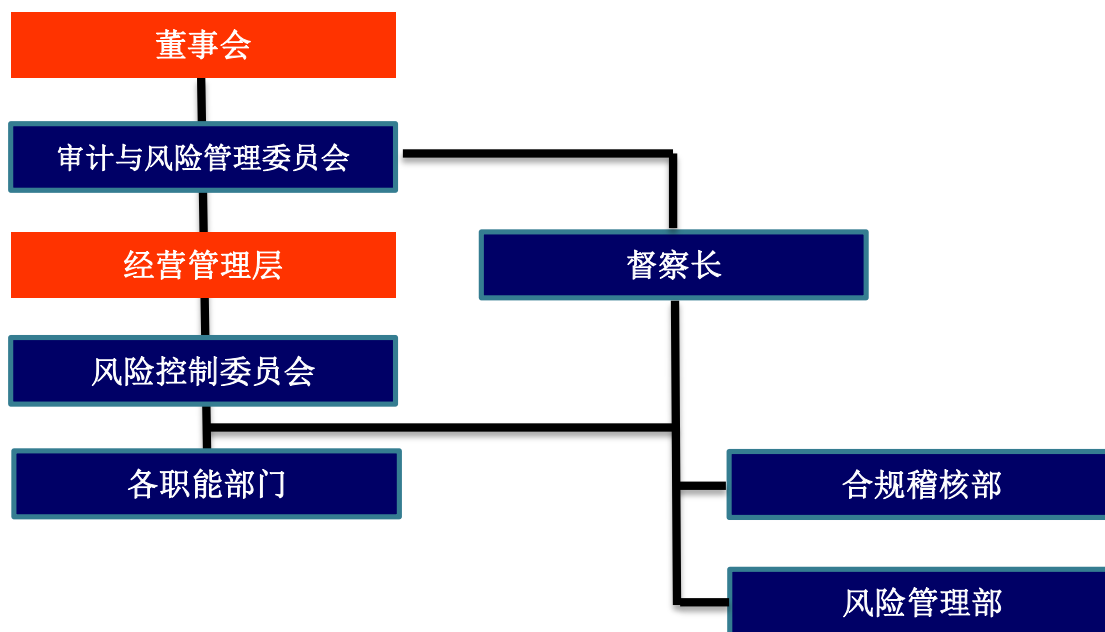 董事会
审计与风险管理委员会
经营管理层
督察长
风险控制委员会
各职能部门
合规稽核部
风险管理部